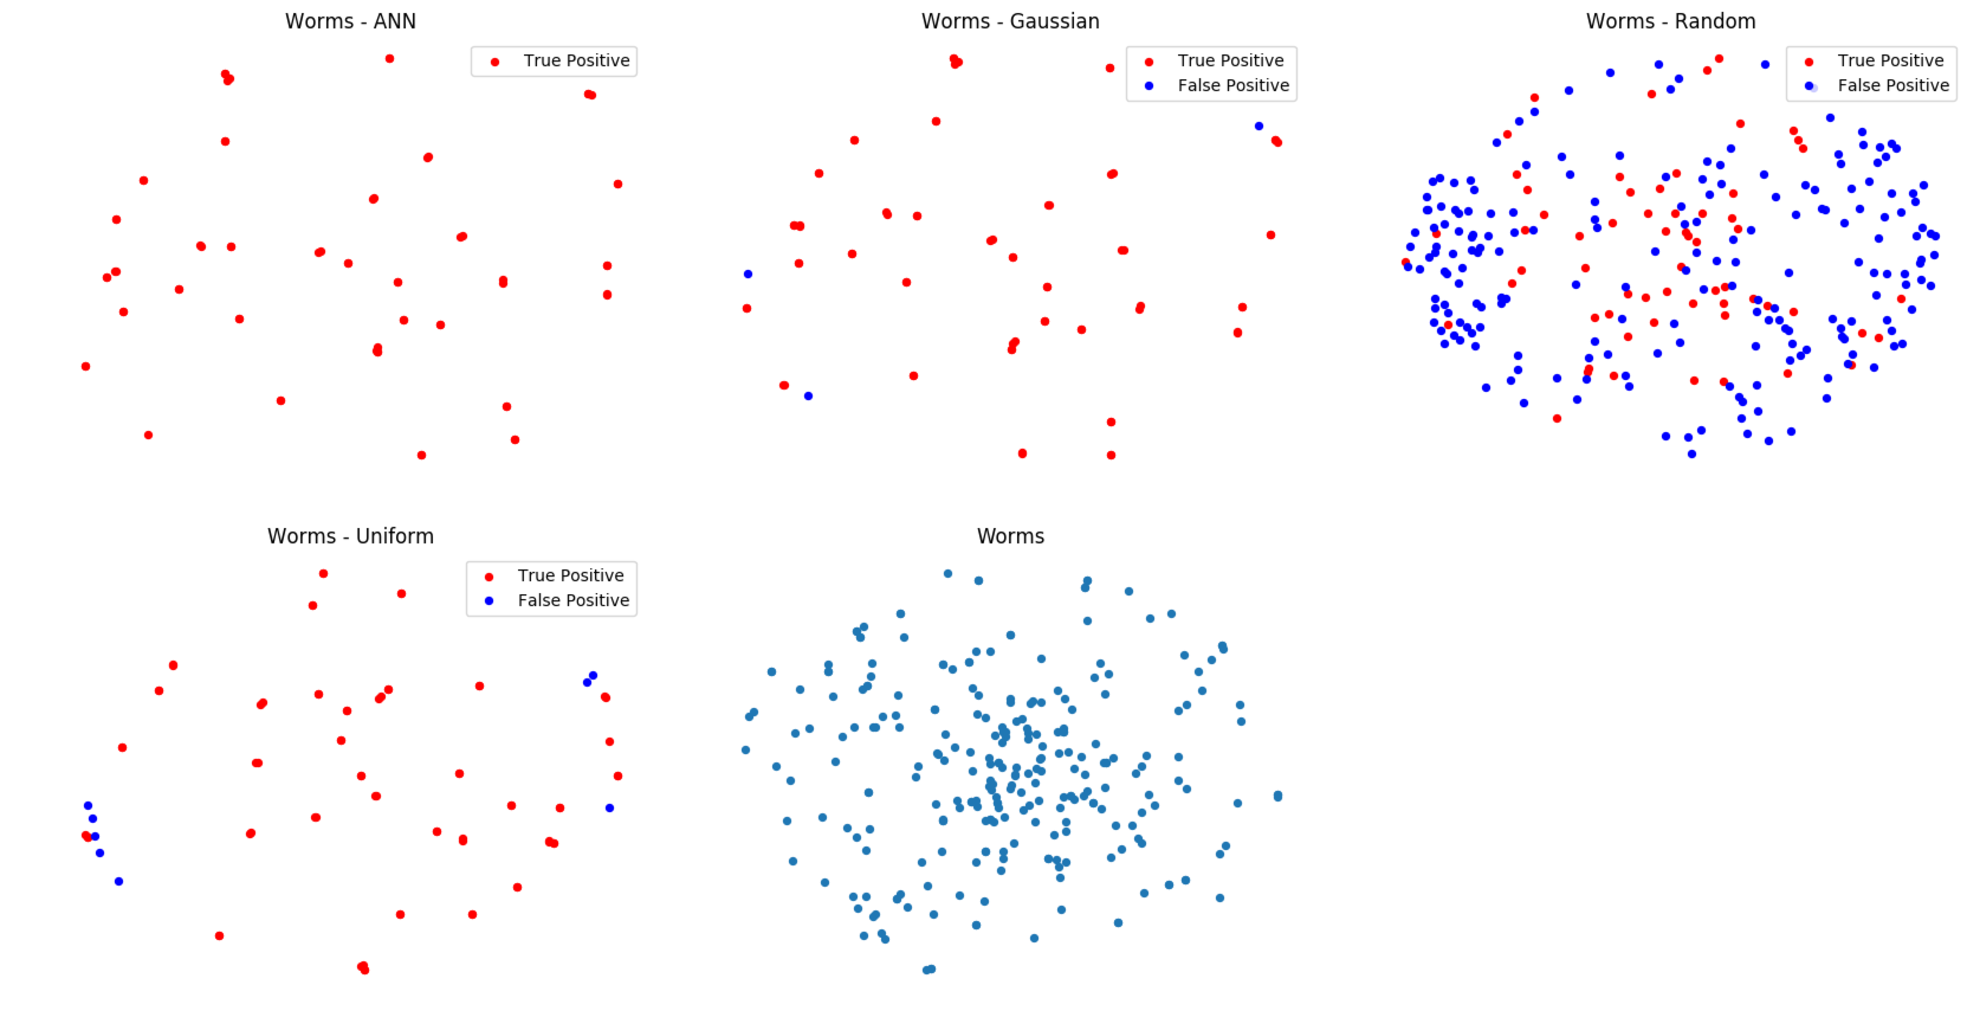 Worms - ANN
True Positive
Worms - Gaussian
True Positive
False Positive
Worms - Random
True Positive
False Positive
Worms - Uniform
True Positive
False Positive
Worms